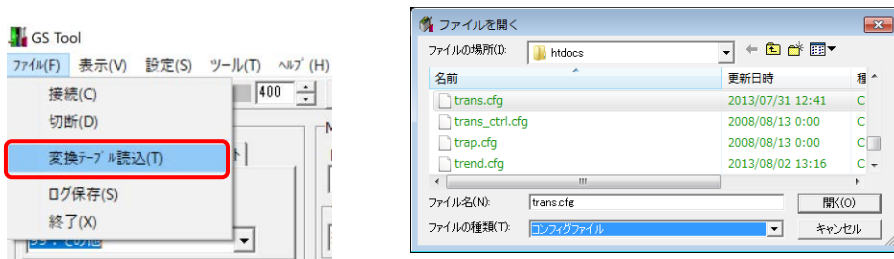 GS Tool
ファイル(F) 表示(V) 設定(S) ツール(T) ヘルプ(H)
400
接続(C)
切断(D)
変換テーブル読込(T)
ログ保存(S)
終了(X)
ファイルを開く
ファイルの場所(I): htdocs
名前 更新日時 種
trans.cfg 2013/07/31 12:41 C
trans_ctrl.cfg 2008/08/13 0:00 C
trap.cfg 2008/08/13 0:00 C
trend.cfg 2013/08/02 13:16 C
ファイル名(N): trans.cfg 開く(O)
ファイルの種類(T): コンフィグファイル キャンセル